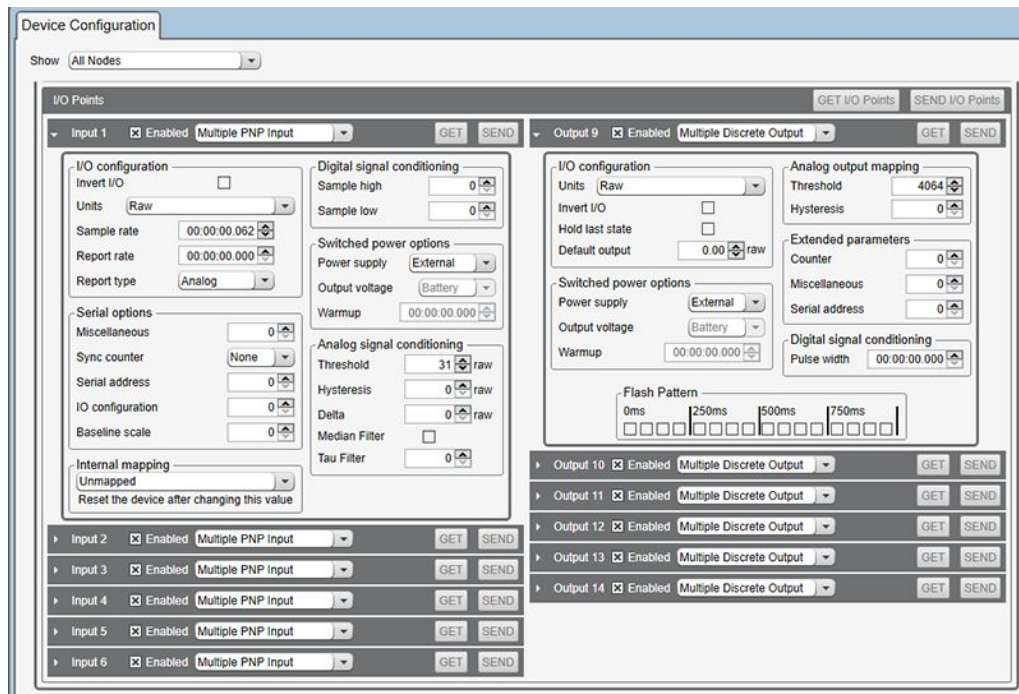 Device Configuration
Show All Nodes
I/O Points GET I/O Points SEND I/O Points
Input 1 Enabled Multiple PNP Input GET SEND
I/O configuration
Invert I/O
Units Raw
Sample rate 00:00:00.062
Report rate 00:00:00.000
Report type Analog
Serial options
Miscellaneous 0
Sync counter None
Serial address 0
IO configuration 0
Baseline scale 0
Internal mapping
Unmapped
Reset the device after changing this value
Digital signal conditioning
Sample high 0
Sample low 0
Switched power options
Power supply External
Output voltage Battery
Warmup 00:00:00.000
Analog signal conditioning
Threshold 31 raw
Hysteresis 0 raw
Delta 0 raw
Median Filter
Tau Filter 0
Input 2 Enabled Multiple PNP Input GET SEND
Input 3 Enabled Multiple PNP Input GET SEND
Input 4 Enabled Multiple PNP Input GET SEND
Input 5 Enabled Multiple PNP Input GET SEND
Input 6 Enabled Multiple PNP Input GET SEND
Output 9 Enabled Multiple Discrete Output GET SEND
I/O configuration
Units Raw
Invert I/O
Hold last state
Default output 0.00 raw
Switched power options
Power supply External
Output voltage Battery
Warmup 00:00:00.000
Analog output mapping
Threshold 4064
Hysteresis 0
Extended parameters
Counter 0
Miscellaneous 0
Serial address 0
Digital signal conditioning
Pulse width 00:00:00.000
Flash Pattern
0ms 250ms 500ms 750ms
Output 10 Enabled Multiple Discrete Output GET SEND
Output 11 Enabled Multiple Discrete Output GET SEND
Output 12 Enabled Multiple Discrete Output GET SEND
Output 13 Enabled Multiple Discrete Output GET SEND
Output 14 Enabled Multiple Discrete Output GET SEND